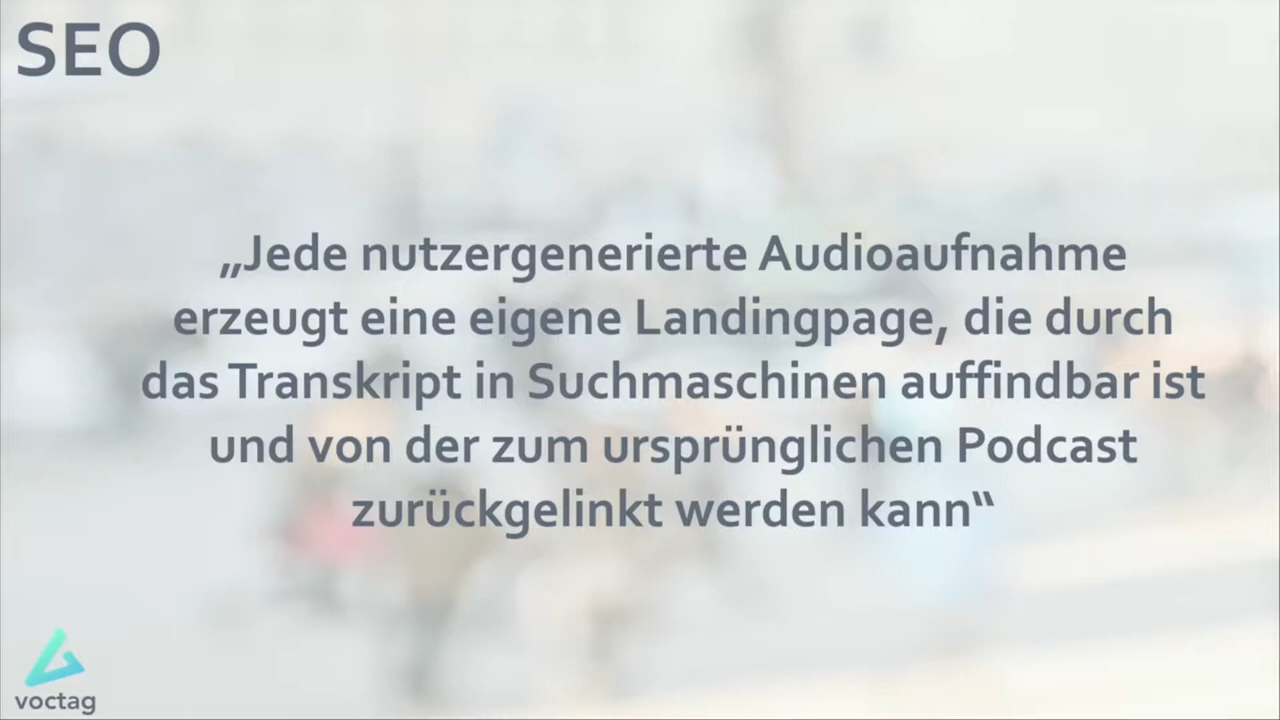 SEO
„Jede nutzergenerierte Audioaufnahme
erzeugt eine eigene Landingpage, die durch
das Transkript in Suchmaschinen auffindbar ist
und von der zum ursprünglichen Podcast
zurückgelinkt werden kann“
voctag